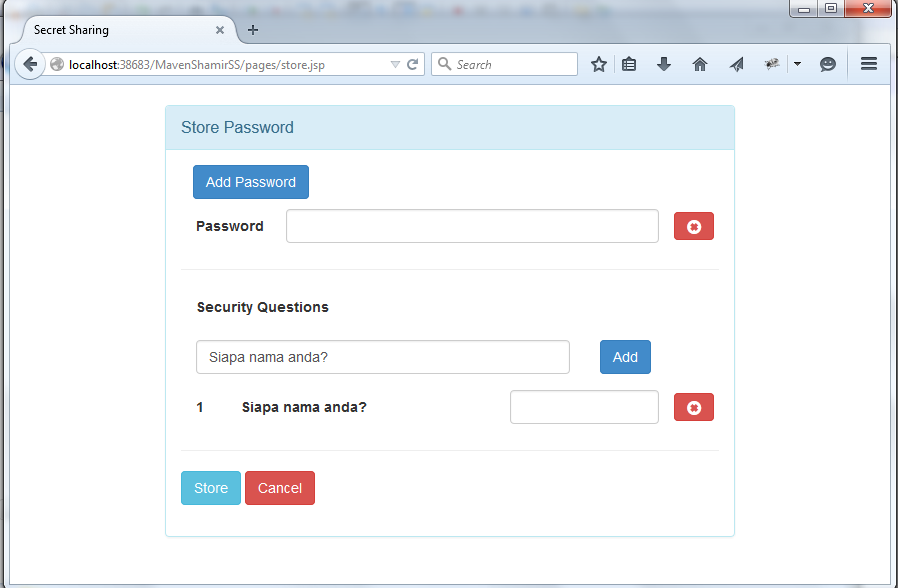 Secret Sharing
localhost:38683/MavenShamirSS/pages/store.jsp
Search
Store Password
Add Password
Password
Security Questions
Siapa nama anda?
Add
1 Siapa nama anda?
Store Cancel